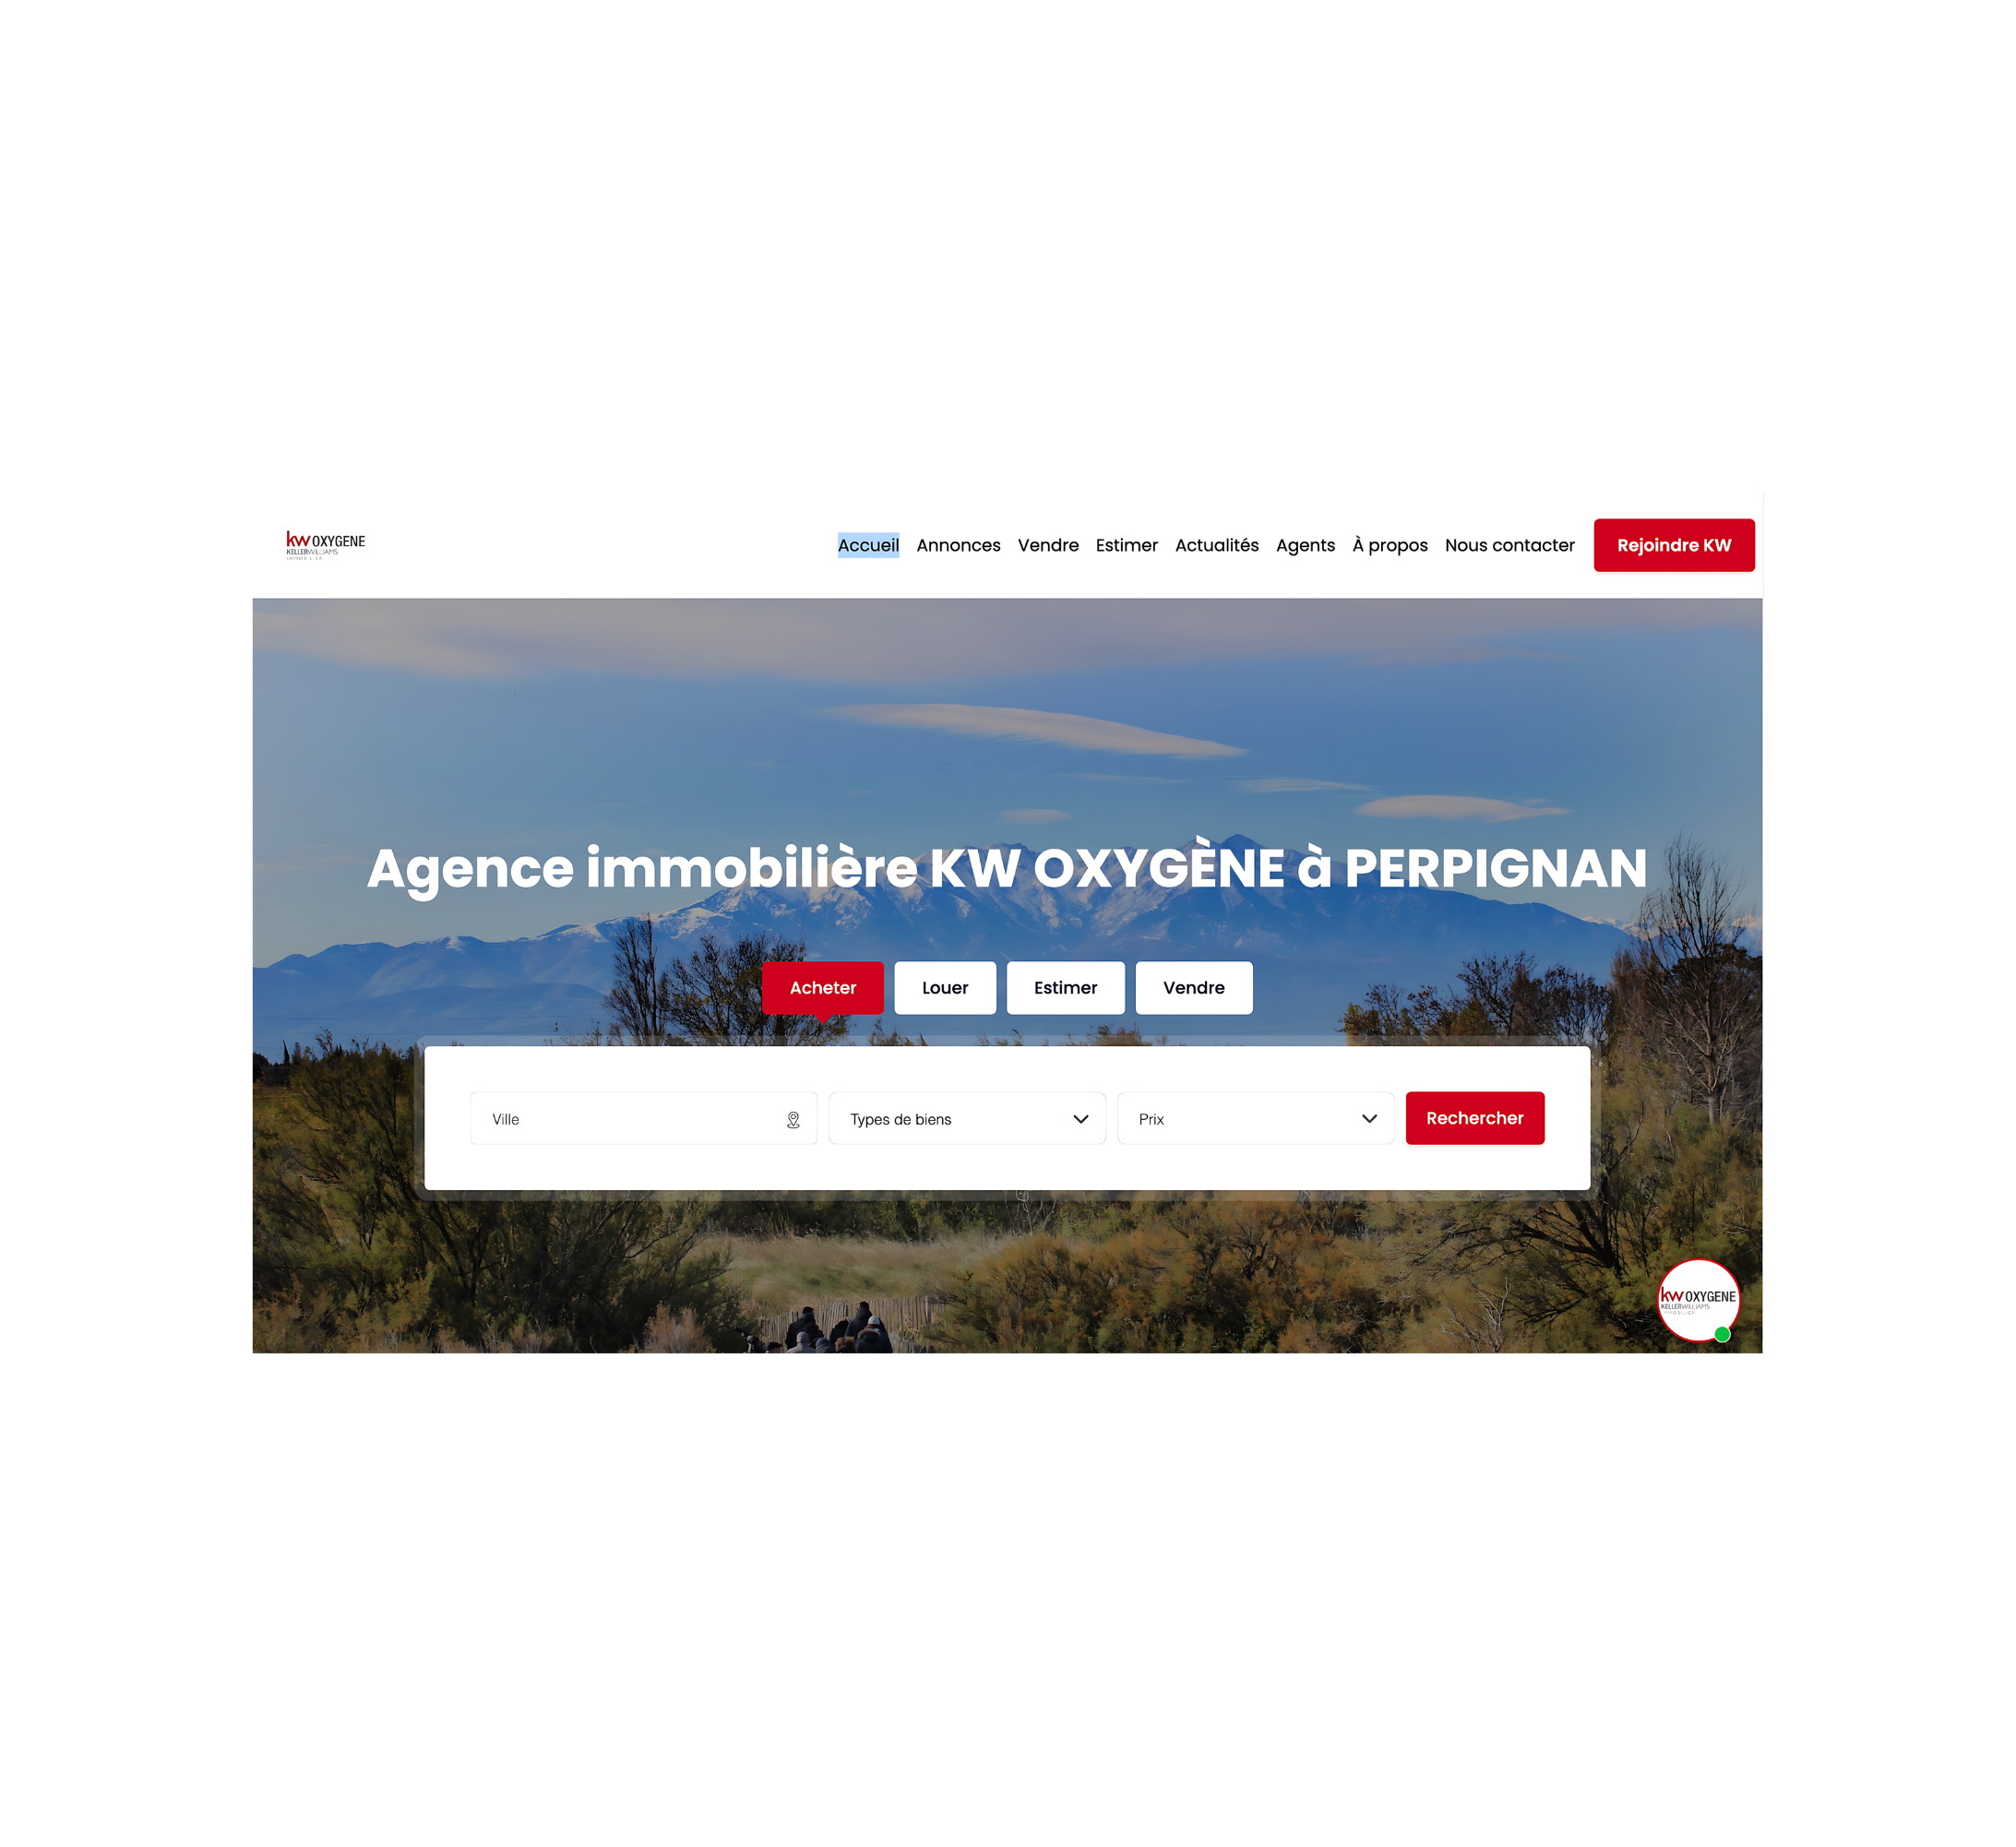 kw OXYGENE
KELLERWILLIAMS.
Accueil Annonces Vendre Estimer Actualités Agents À propos Nous contacter Rejoindre KW
Agence immobilière KW OXYGÈNE à PERPIGNAN
Acheter Louer Estimer Vendre
Ville Types de biens Prix Rechercher
kw OXYGENE
KELLERWILLIAMS.